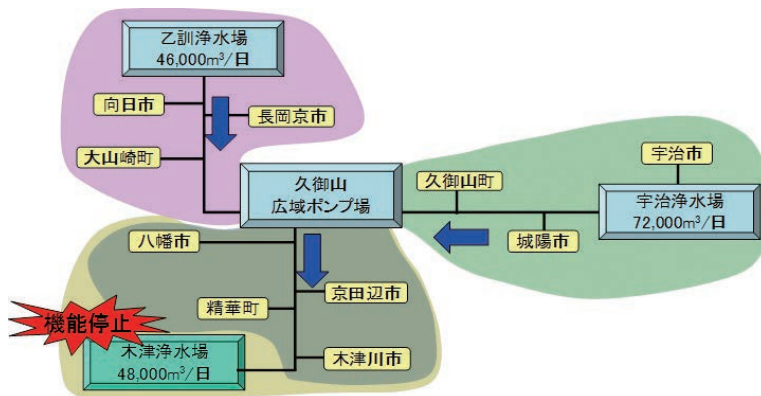 乙訓浄水場
46,000m³/日
向日市
長岡京市
大山崎町
宇治市
久御山
広域ポンプ場
久御山町
宇治浄水場
72,000m³/日
城陽市
八幡市
京田辺市
精華町
機能停止
木津浄水場
48,000m³/日
木津川市